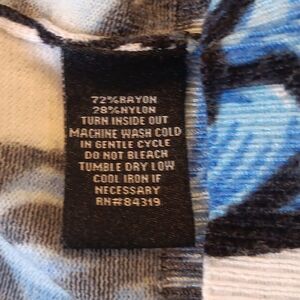 72%RAYON
28%NYLON
TURN INSIDE OUT
MACHINE WASH COLD
IN GENTLE CYCLE
DO NOT BLEACH
TUMBLE DRY LOW
COOL IRON IF
NECESSARY
RN#84319